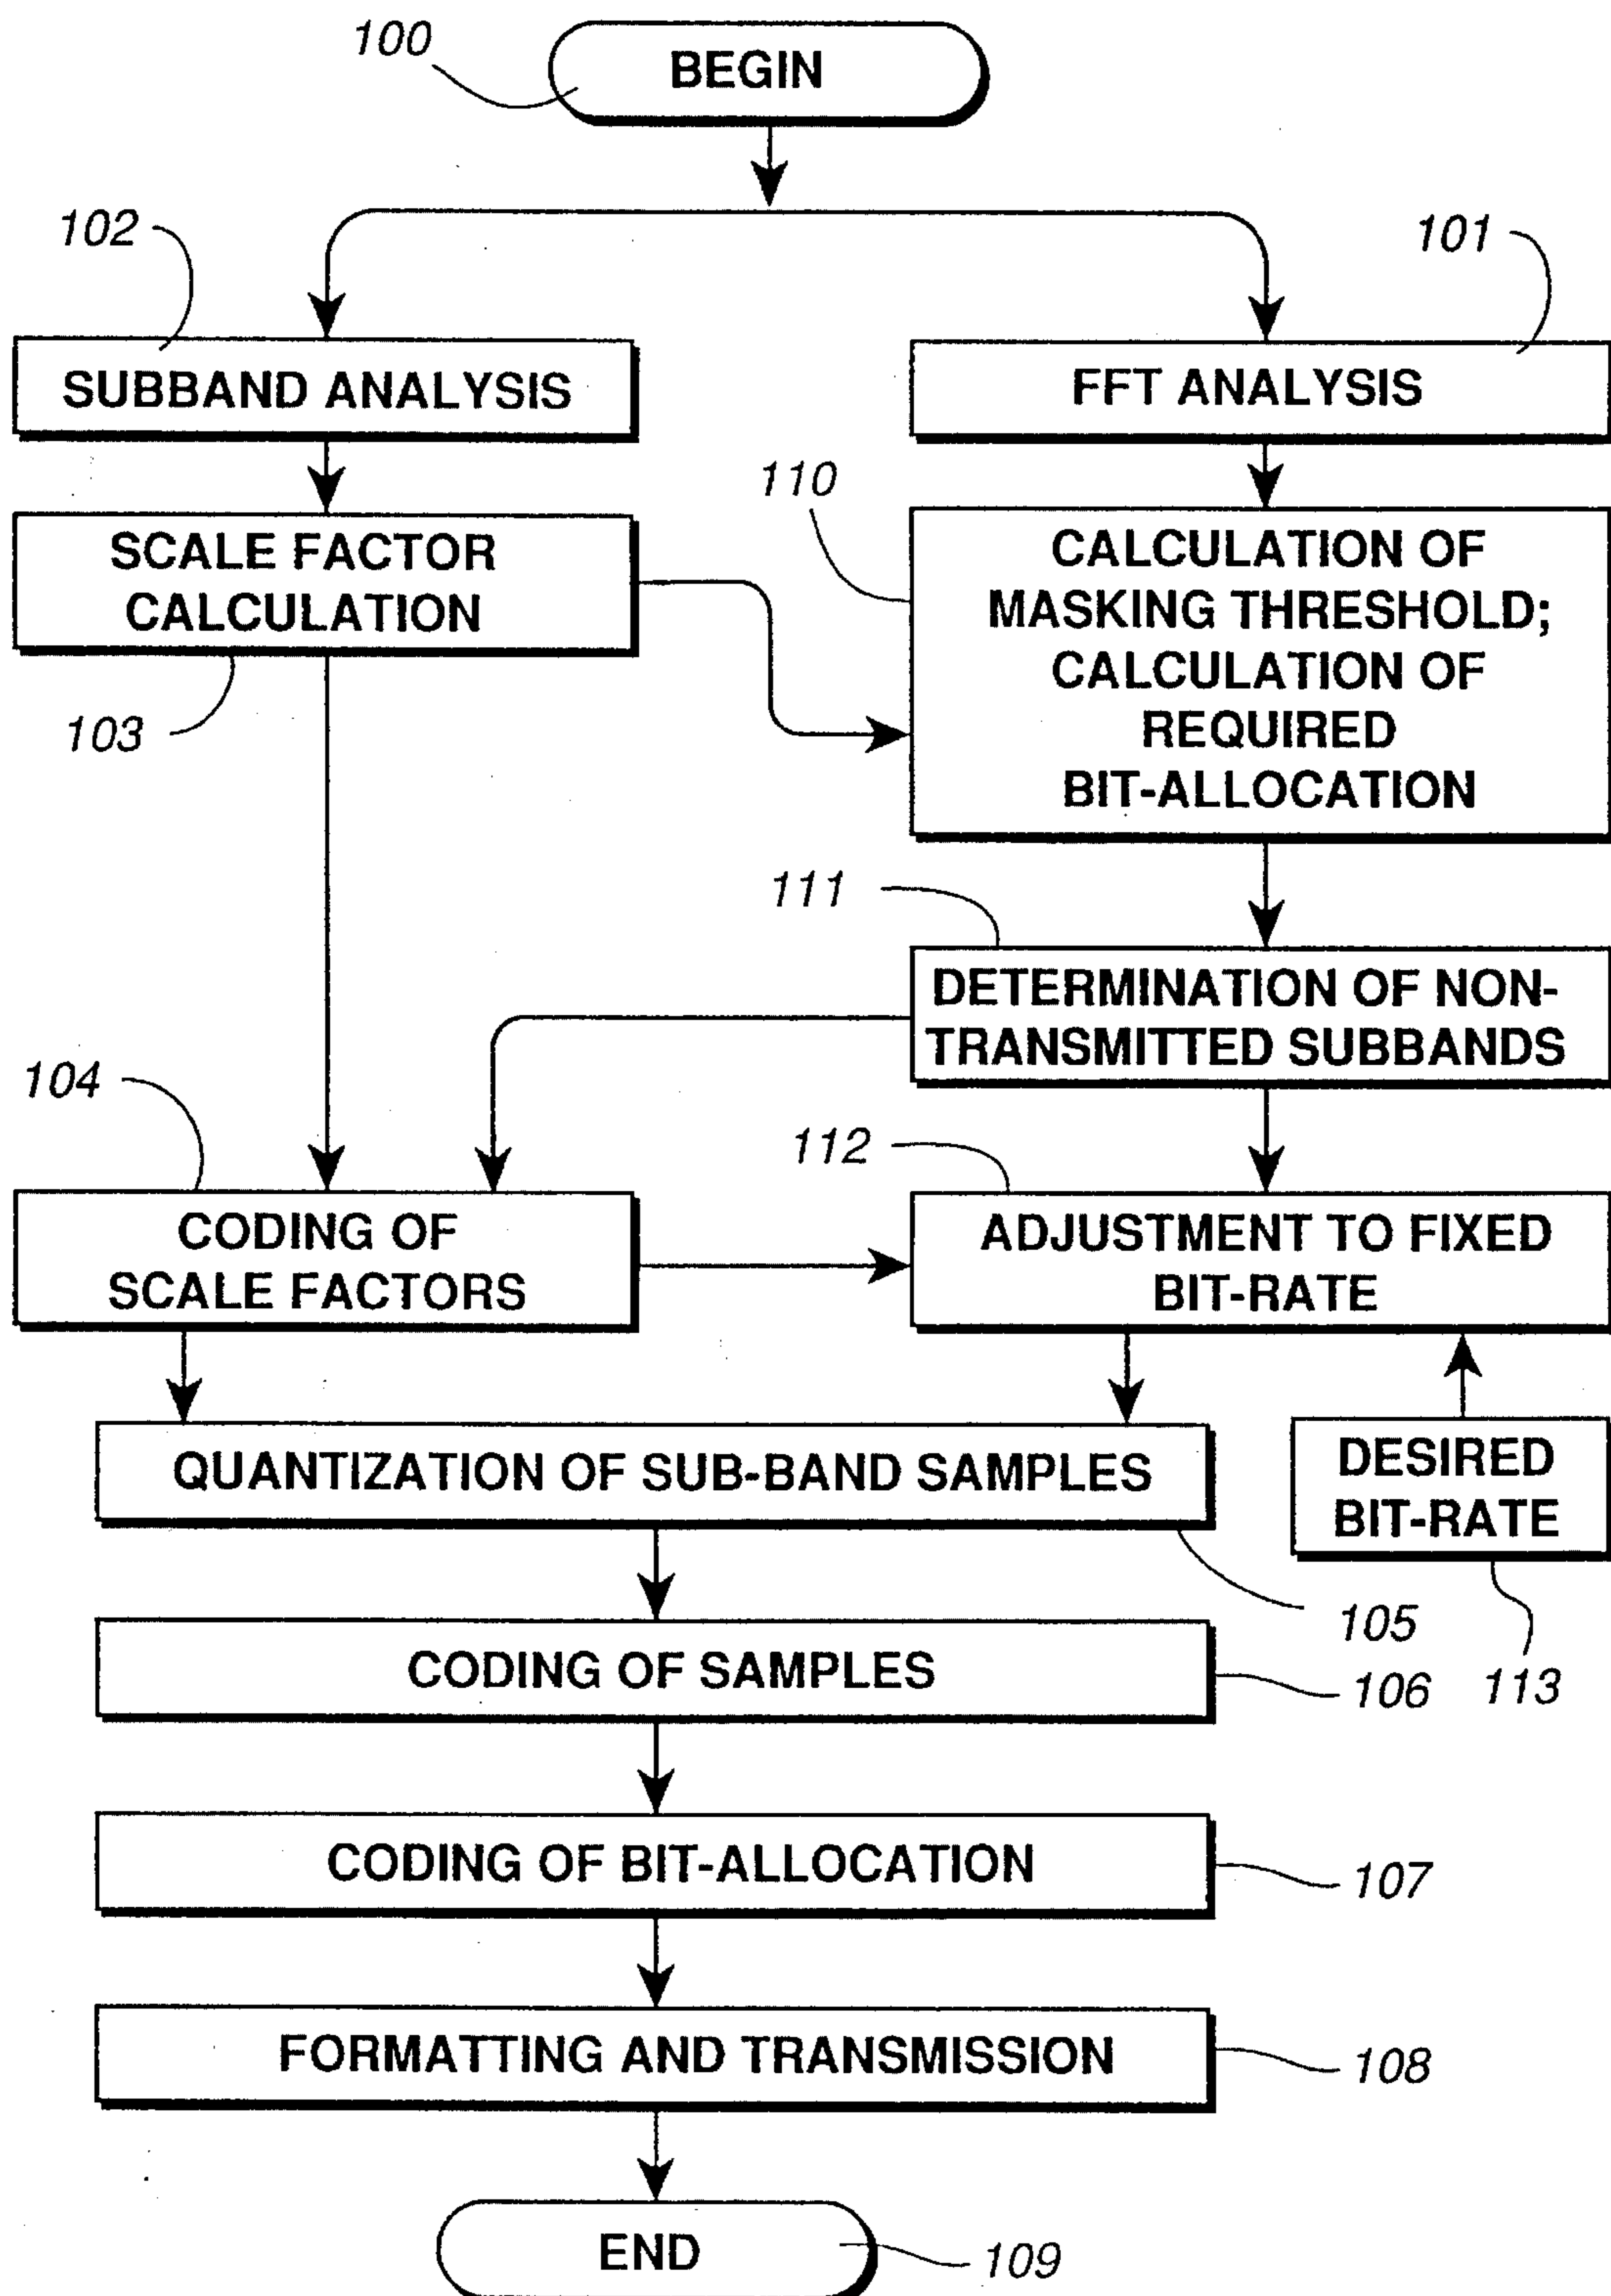 100
BEGIN
102
101
SUBBAND ANALYSIS
FFT ANALYSIS
110
SCALE FACTOR
CALCULATION
103
CALCULATION OF
MASKING THRESHOLD;
CALCULATION OF
REQUIRED
BIT-ALLOCATION
111
DETERMINATION OF NON-
TRANSMITTED SUBBANDS
104
112
CODING OF
SCALE FACTORS
ADJUSTMENT TO FIXED
BIT-RATE
QUANTIZATION OF SUB-BAND SAMPLES
DESIRED
BIT-RATE
105
113
CODING OF SAMPLES
106
CODING OF BIT-ALLOCATION
107
FORMATTING AND TRANSMISSION
108
END
109